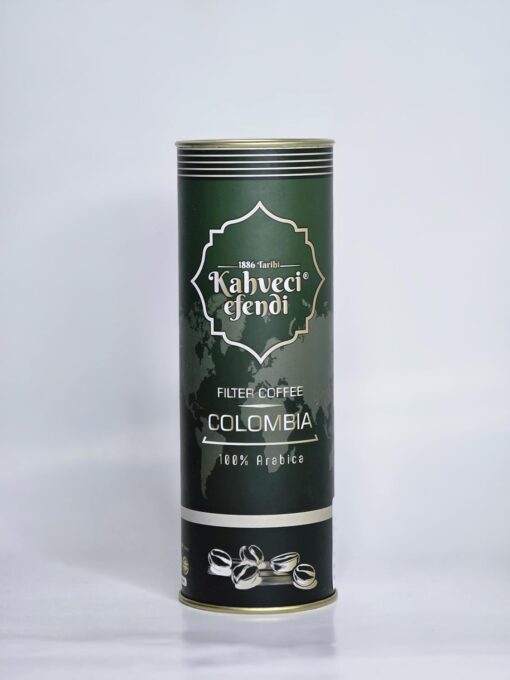 1886 Tarihi
Kahveci®
efendi
FILTER COFFEE
COLOMBIA
100% Arabica